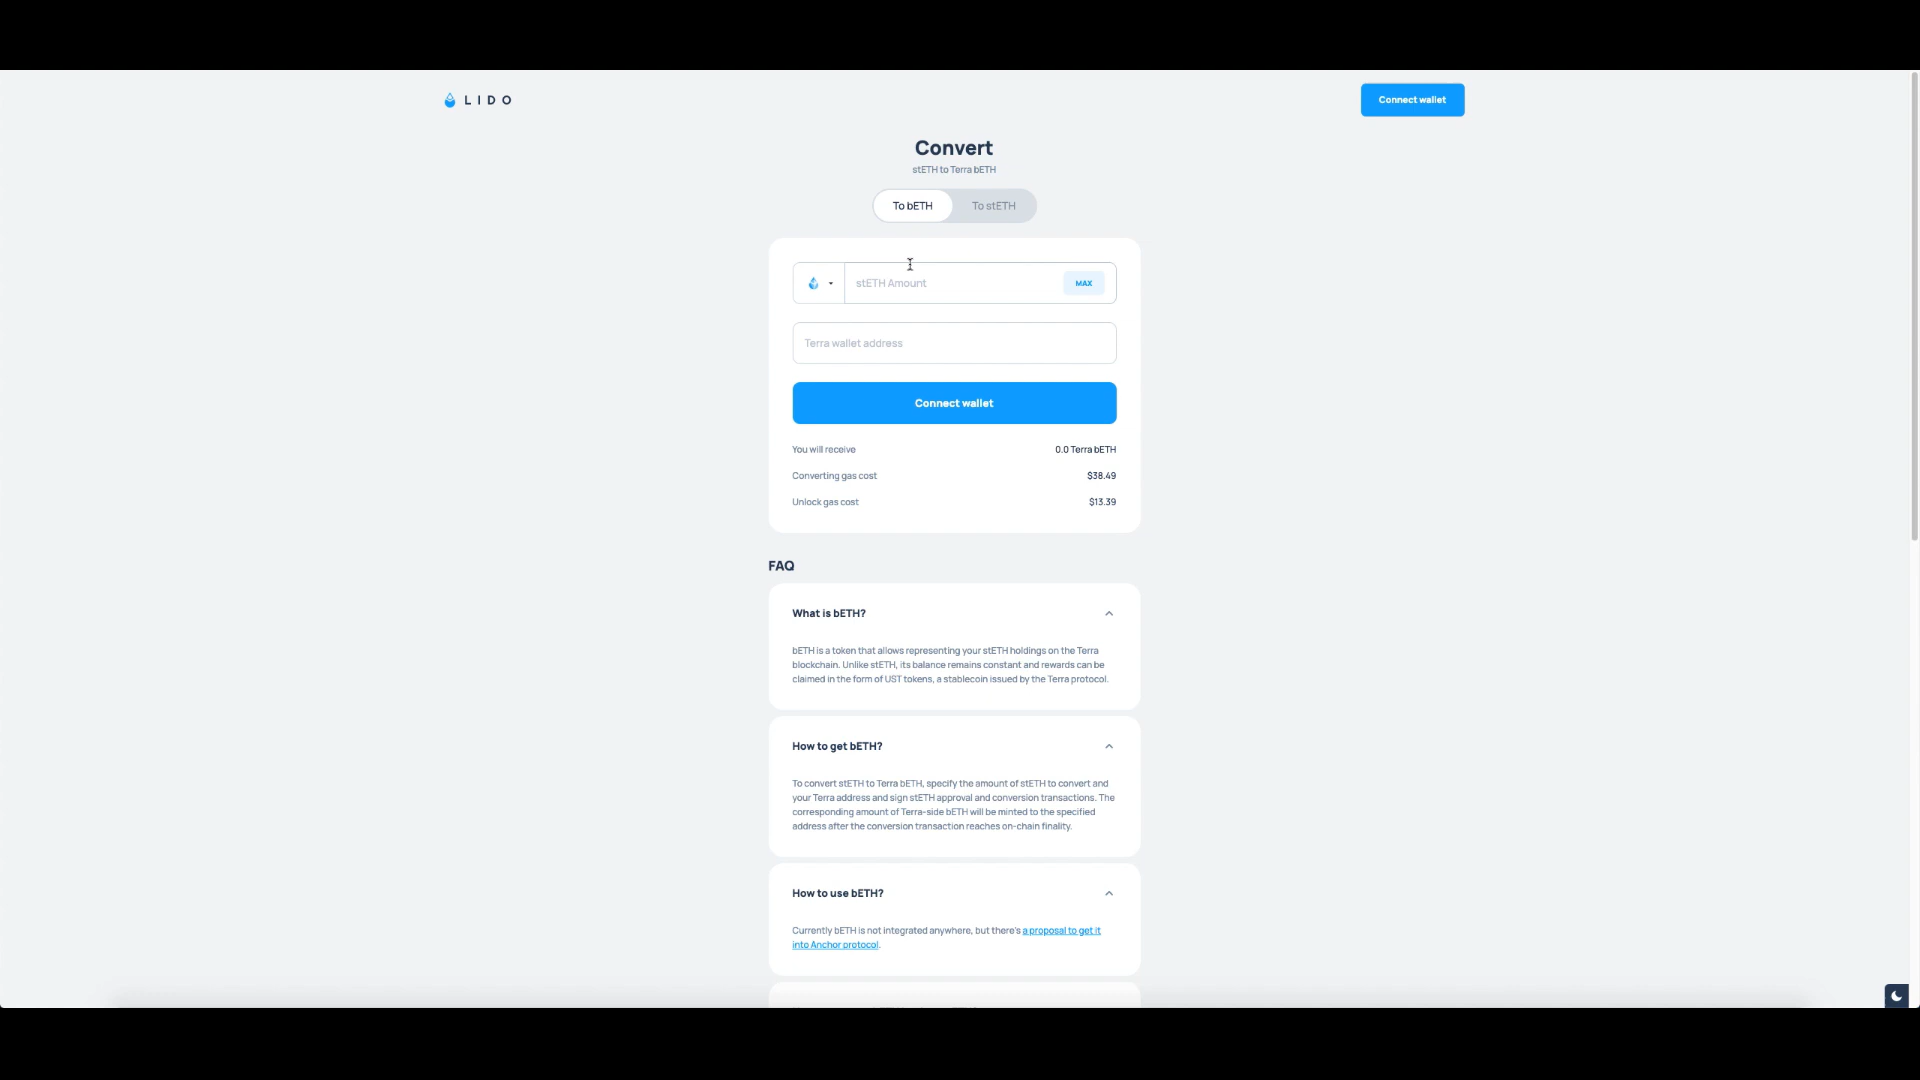 LIDO
Connect wallet
Convert
stETH to Terra bETH
To bETH
To stETH
stETH Amount
MAX
Terra wallet address
Connect wallet
You will receive
0.0 Terra bETH
Converting gas cost
$38.49
Unlock gas cost
$13.39
FAQ
What is bETH?
bETH is a token that allows representing your stETH holdings on the Terra
blockchain. Unlike stETH, its balance remains constant and rewards can be
claimed in the form of UST tokens, a stablecoin issued by the Terra protocol.
How to get bETH?
To convert stETH to Terra bETH, specify the amount of stETH to convert and
your Terra address and sign stETH approval and conversion transactions. The
corresponding amount of Terra-side bETH will be minted to the specified
address after the conversion transaction reaches on-chain finality.
How to use bETH?
Currently bETH is not integrated anywhere, but there's a proposal to get it
into Anchor protocol.